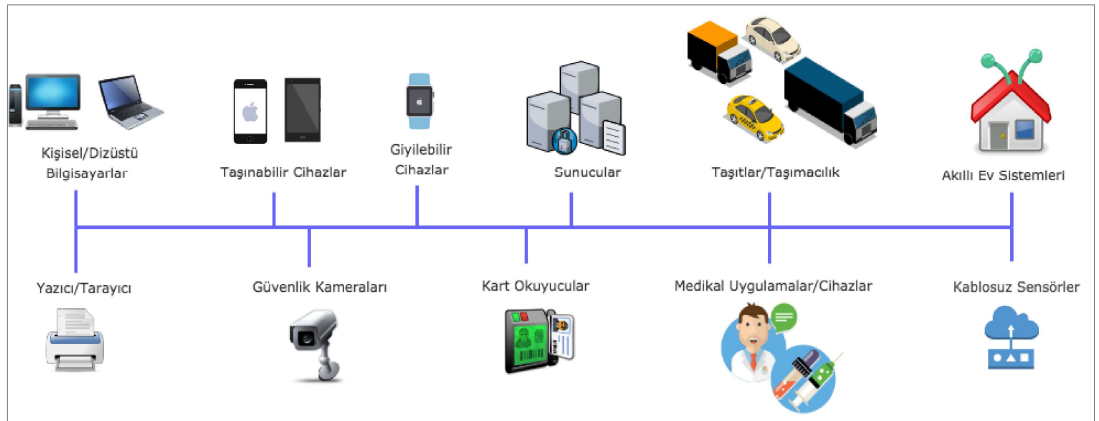 Kişisel/Dizüstü
Bilgisayarlar
Taşınabilir Cihazlar
Giyilebilir
Cihazlar
Sunucular
Taşıtlar/Taşımacılık
Akıllı Ev Sistemleri
Yazıcı/Tarayıcı
Güvenlik Kameraları
Kart Okuyucular
Medikal Uygulamalar/Cihazlar
Kablosuz Sensörler